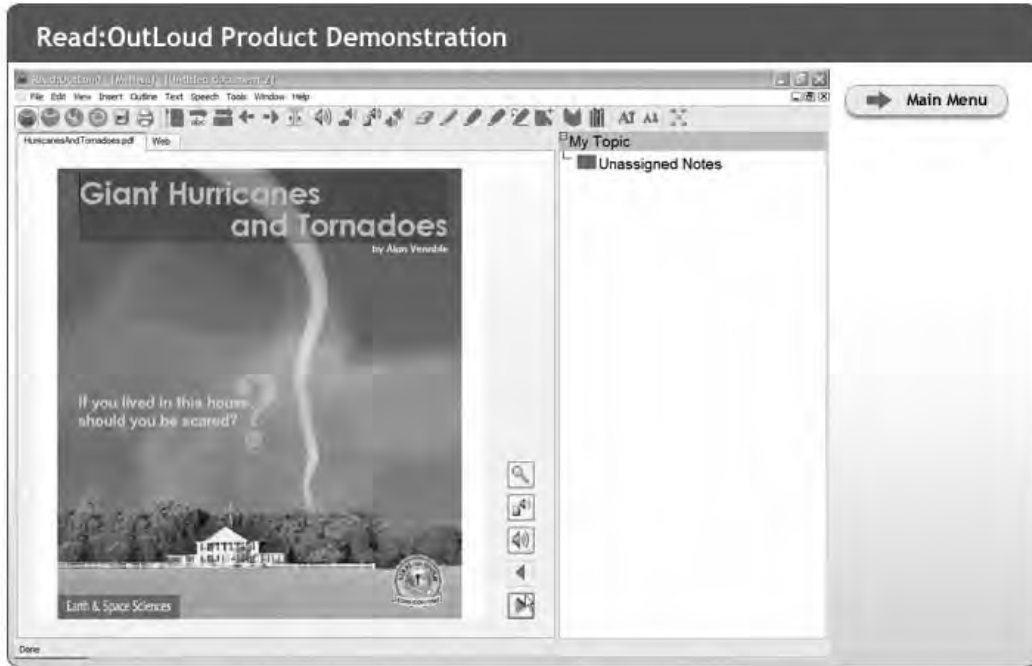 Read:OutLoud Product Demonstration
File Edit View Insert Outline Text Speech Tools Window Help
HurricanesAndTornadoes.pdf Web
Main Menu
My Topic
Unassigned Notes
Giant Hurricanes
and Tornadoes
by Alan Venable
If you lived in this house,
should you be scared?
?
Earth & Space Sciences
Done